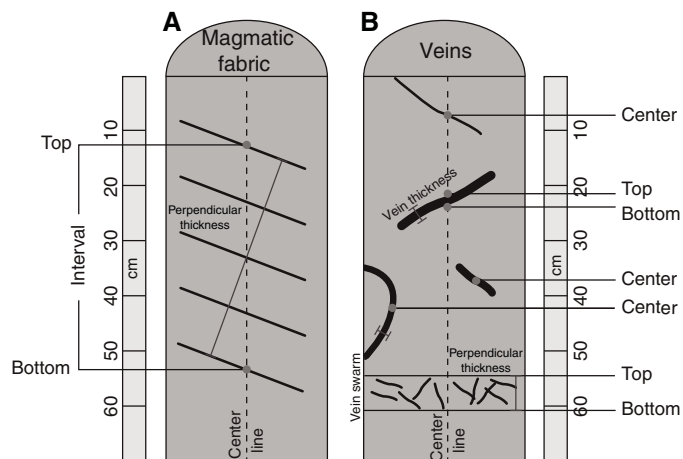 A
Magmatic
fabric
Top
Interval
Bottom
10
20
30
cm
40
50
60
Perpendicular
thickness
Center
line
B
Veins
Vein thickness
Vein swarm
Perpendicular
thickness
Center
line
10
20
30
cm
40
50
60
Center
Top
Bottom
Center
Center
Top
Bottom